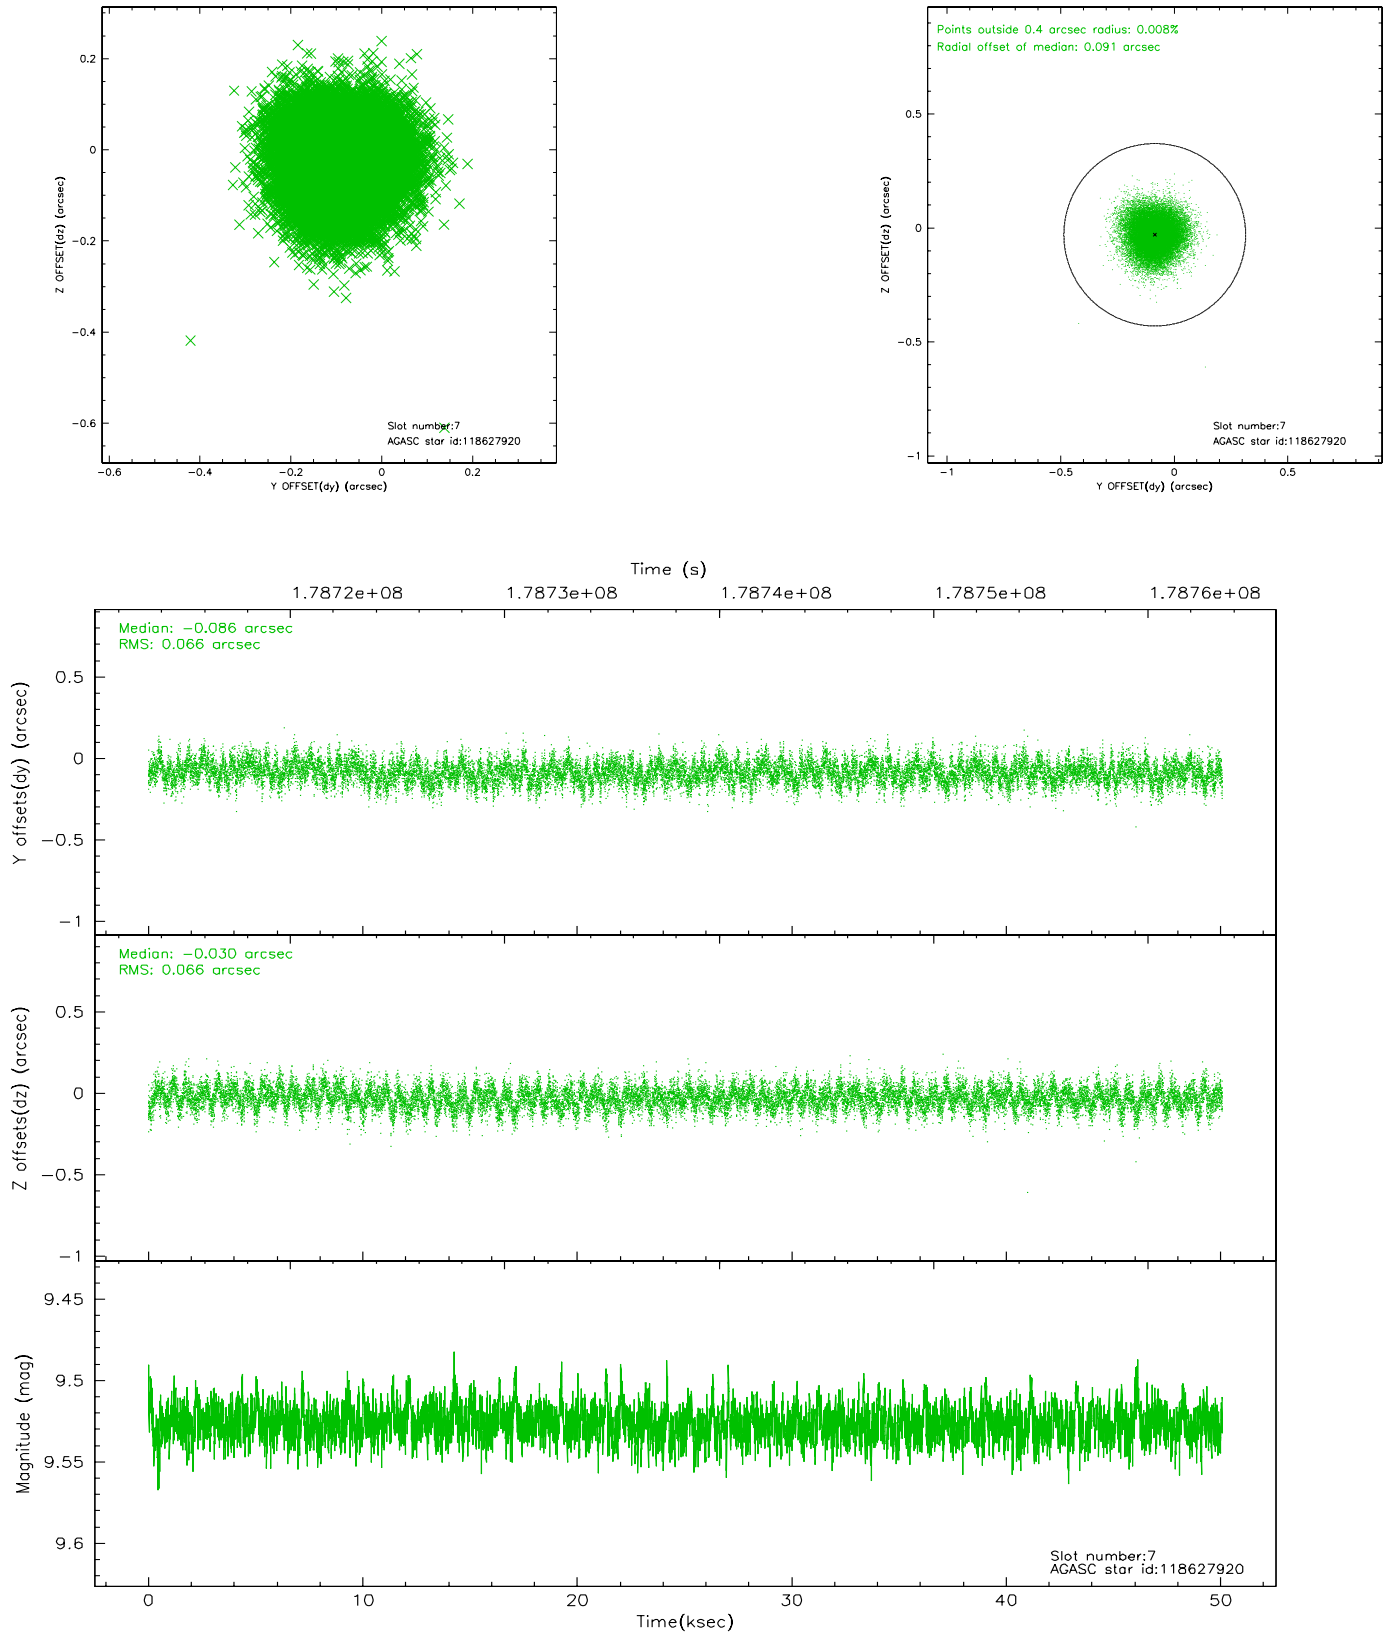 0.2
0
−0.2
−0.4
−0.6
Z OFFSET(dz) (arcsec)
Slot number:7
AGASC star id:118627920
−0.6
−0.4
−0.2
0
0.2
Y OFFSET(dy) (arcsec)
Points outside 0.4 arcsec radius: 0.008%
Radial offset of median: 0.091 arcsec
0.5
0
−0.5
−1
Z OFFSET(dz) (arcsec)
Slot number:7
AGASC star id:118627920
−1
−0.5
0
0.5
Y OFFSET(dy) (arcsec)
Time (s)
1.7872e+08
1.7873e+08
1.7874e+08
1.7875e+08
1.7876e+08
Median: −0.086 arcsec
RMS: 0.066 arcsec
0.5
0
−0.5
−1
Y offsets(dy) (arcsec)
Median: −0.030 arcsec
RMS: 0.066 arcsec
0.5
0
−0.5
−1
Z offsets(dz) (arcsec)
9.45
9.5
9.55
9.6
Magnitude (mag)
Slot number:7
AGASC star id:118627920
0
10
20
30
40
50
Time(ksec)